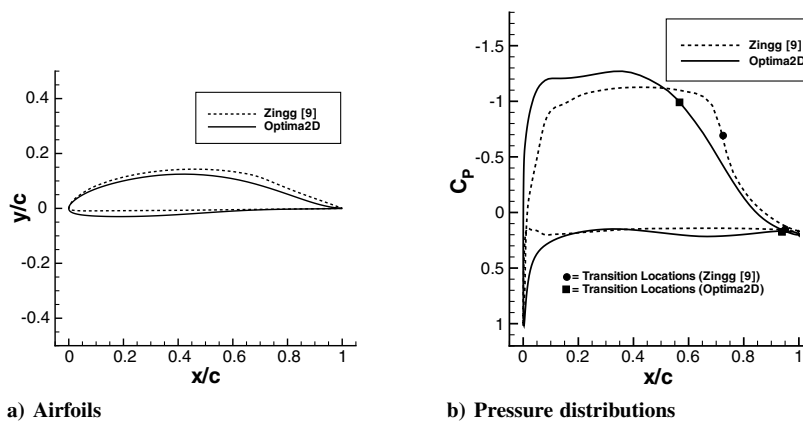 0.4
0.2
0
-0.2
-0.4
y/c
Zingg [9]
Optima2D
0 0.2 0.4 0.6 0.8 1
x/c
a) Airfoils
-1.5
-1
-0.5
0
0.5
1
C_P
Zingg [9]
Optima2D
= Transition Locations (Zingg [9])
= Transition Locations (Optima2D)
0 0.2 0.4 0.6 0.8 1
x/c
b) Pressure distributions